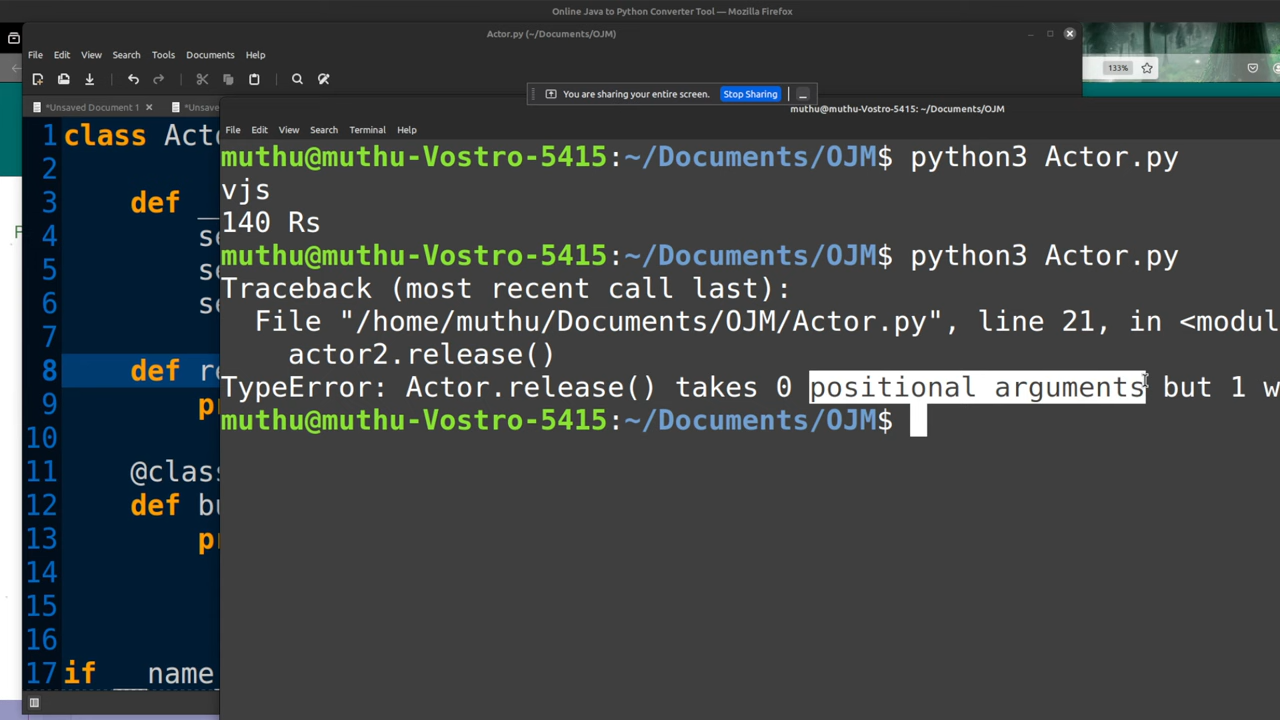 Online Java to Python Converter Tool — Mozilla Firefox
Actor.py (~/Documents/OJM)
File Edit View Search Tools Documents Help
133%
You are sharing your entire screen. Stop Sharing
*Unsaved Document 1
*Unsave
muthu@muthu-Vostro-5415: ~/Documents/OJM
File Edit View Search Terminal Help
1 class Acto
2
3 def __
4 se
5 se
6 se
7
8 def re
9 pr
10
11 @class
12 def bu
13 pr
14
15
16
17 if __name
muthu@muthu-Vostro-5415:~/Documents/OJM$ python3 Actor.py
vjs
140 Rs
muthu@muthu-Vostro-5415:~/Documents/OJM$ python3 Actor.py
Traceback (most recent call last):
File "/home/muthu/Documents/OJM/Actor.py", line 21, in <modul
actor2.release()
TypeError: Actor.release() takes 0 positional arguments but 1 w
muthu@muthu-Vostro-5415:~/Documents/OJM$